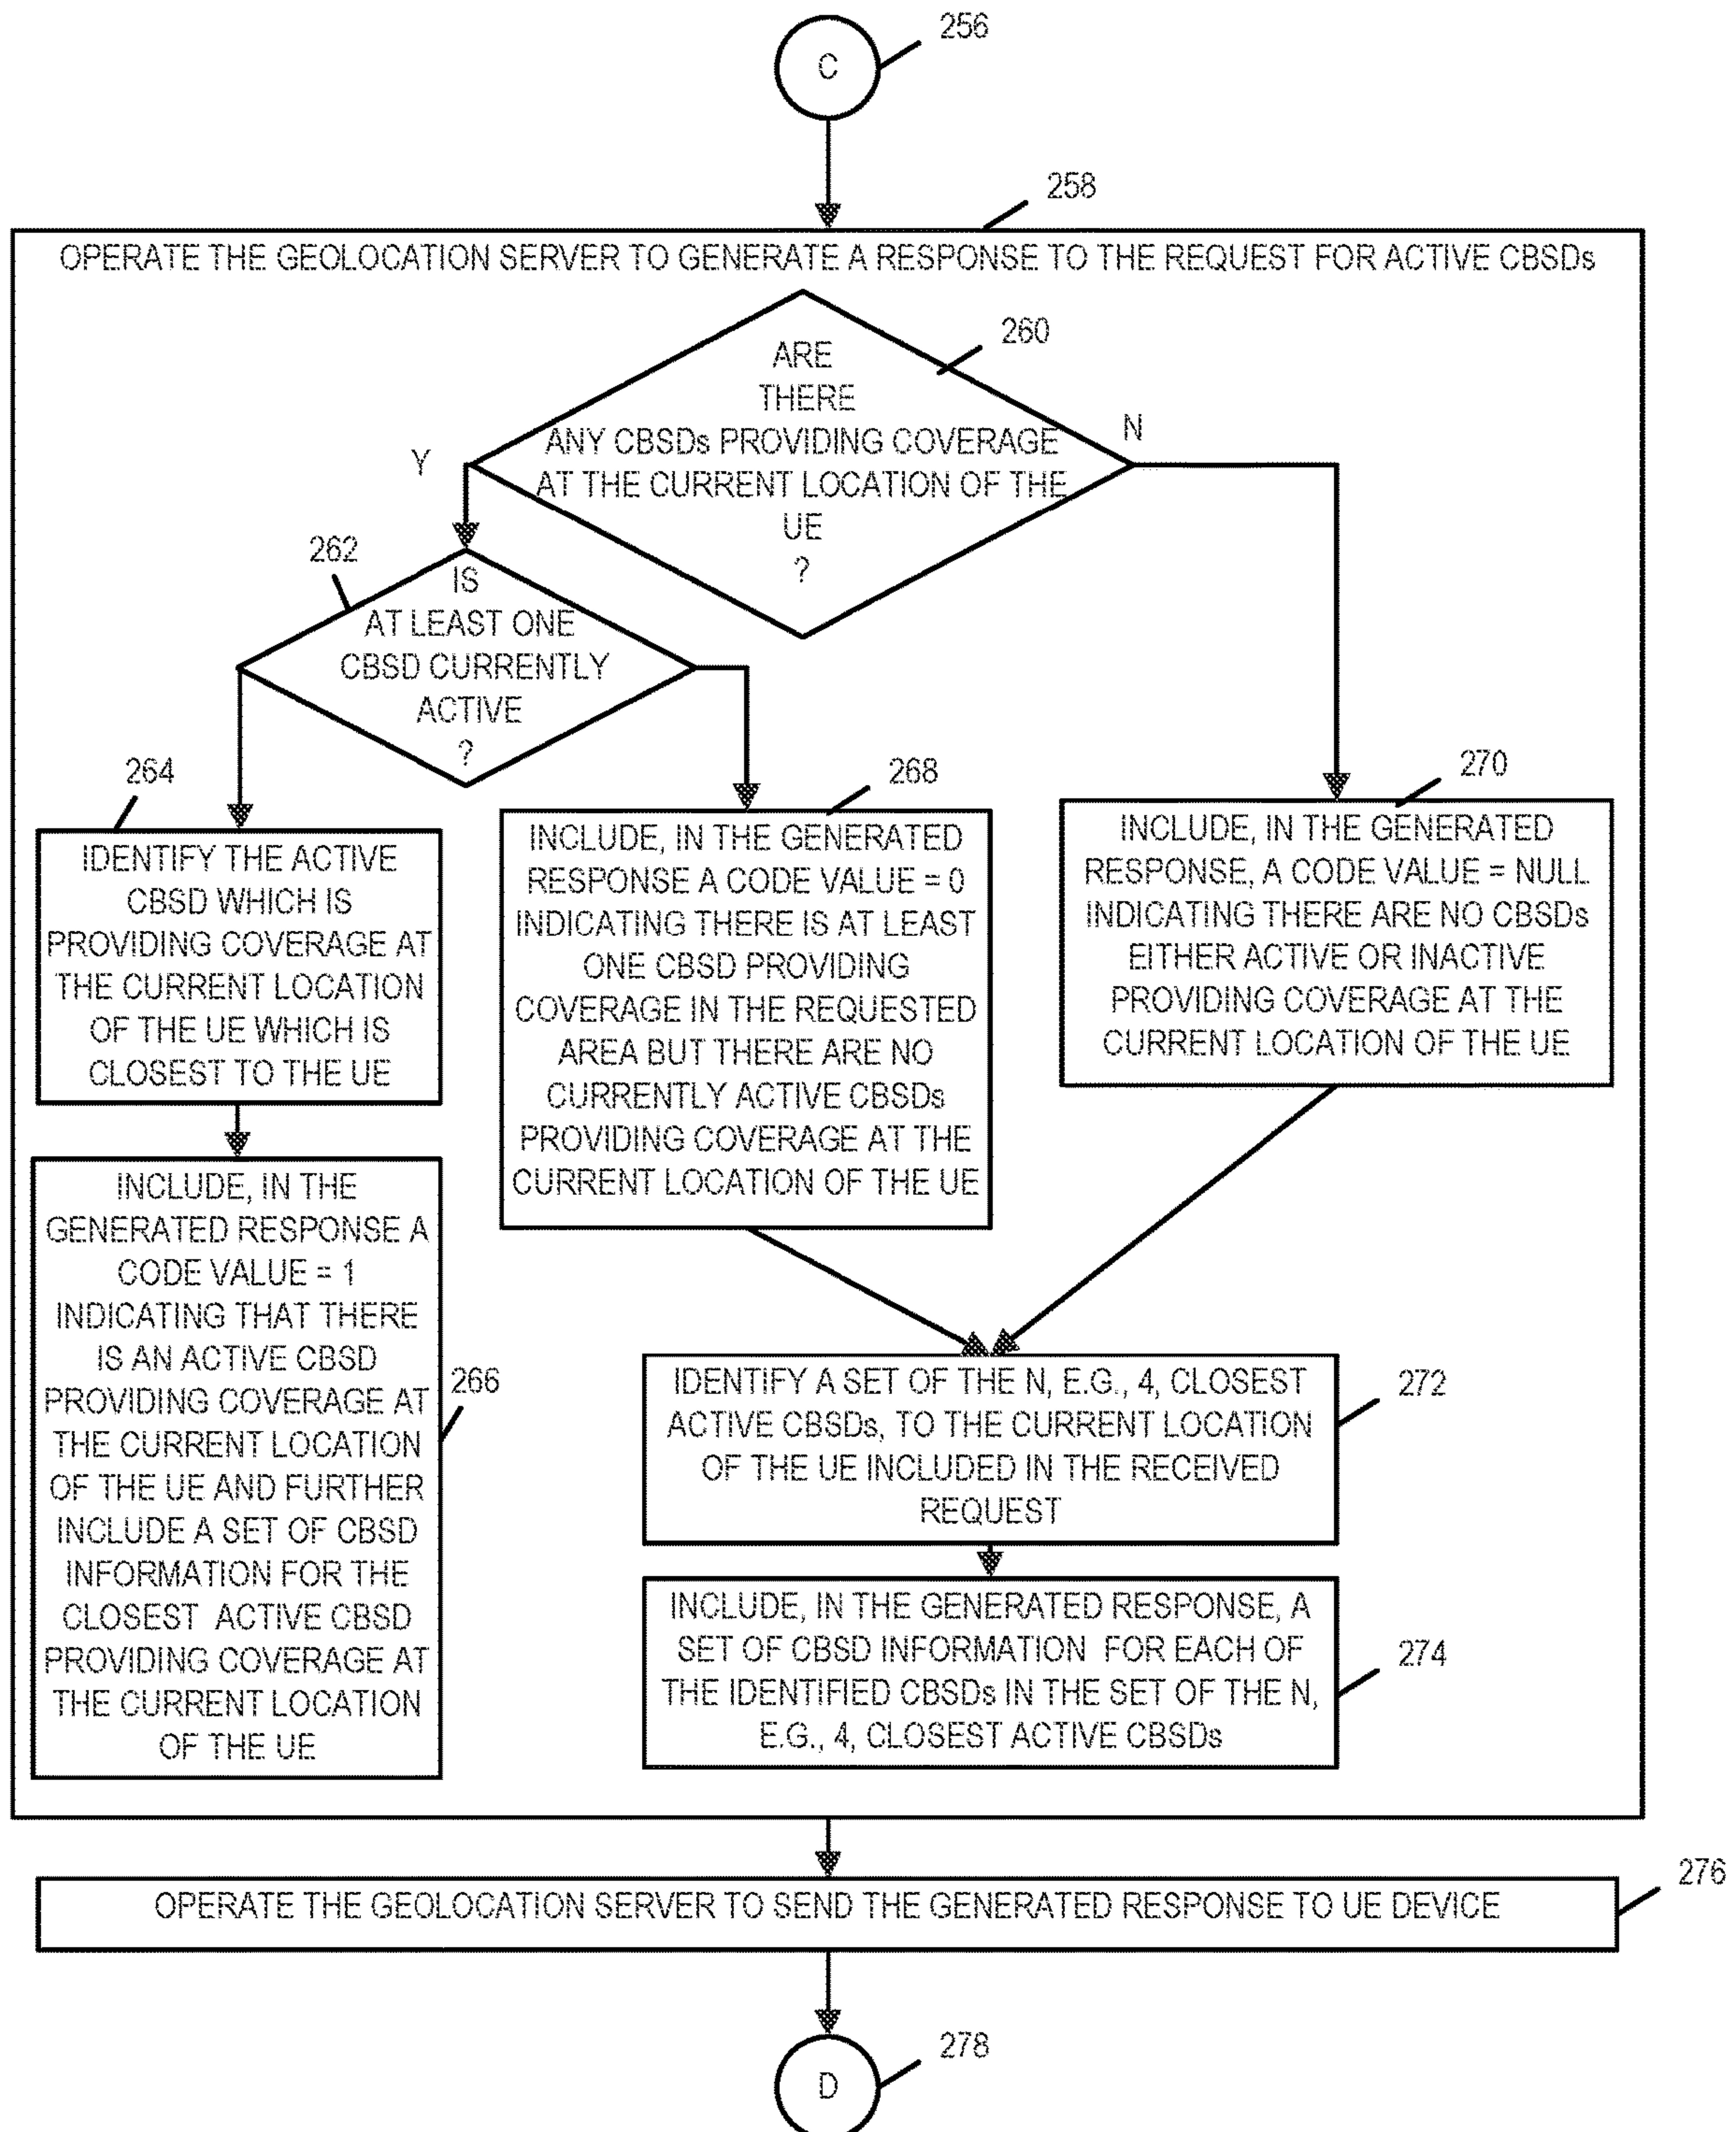 C
256
258
OPERATE THE GEOLOCATION SERVER TO GENERATE A RESPONSE TO THE REQUEST FOR ACTIVE CBSDs
260
ARE
THERE
ANY CBSDs PROVIDING COVERAGE
AT THE CURRENT LOCATION OF THE
UE
?
Y
N
262
IS
AT LEAST ONE
CBSD CURRENTLY
ACTIVE
?
264
IDENTIFY THE ACTIVE
CBSD WHICH IS
PROVIDING COVERAGE AT
THE CURRENT LOCATION
OF THE UE WHICH IS
CLOSEST TO THE UE
268
INCLUDE, IN THE GENERATED
RESPONSE A CODE VALUE = 0
INDICATING THERE IS AT LEAST
ONE CBSD PROVIDING
COVERAGE IN THE REQUESTED
AREA BUT THERE ARE NO
CURRENTLY ACTIVE CBSDs
PROVIDING COVERAGE AT THE
CURRENT LOCATION OF THE UE
270
INCLUDE, IN THE GENERATED
RESPONSE, A CODE VALUE = NULL
INDICATING THERE ARE NO CBSDs
EITHER ACTIVE OR INACTIVE
PROVIDING COVERAGE AT THE
CURRENT LOCATION OF THE UE
INCLUDE, IN THE
GENERATED RESPONSE A
CODE VALUE = 1
INDICATING THAT THERE
IS AN ACTIVE CBSD
PROVIDING COVERAGE AT
THE CURRENT LOCATION
OF THE UE AND FURTHER
INCLUDE A SET OF CBSD
INFORMATION FOR THE
CLOSEST ACTIVE CBSD
PROVIDING COVERAGE AT
THE CURRENT LOCATION
OF THE UE
266
IDENTIFY A SET OF THE N, E.G., 4, CLOSEST
ACTIVE CBSDs, TO THE CURRENT LOCATION
OF THE UE INCLUDED IN THE RECEIVED
REQUEST
272
INCLUDE, IN THE GENERATED RESPONSE, A
SET OF CBSD INFORMATION FOR EACH OF
THE IDENTIFIED CBSDs IN THE SET OF THE N,
E.G., 4, CLOSEST ACTIVE CBSDs
274
OPERATE THE GEOLOCATION SERVER TO SEND THE GENERATED RESPONSE TO UE DEVICE
276
D
278